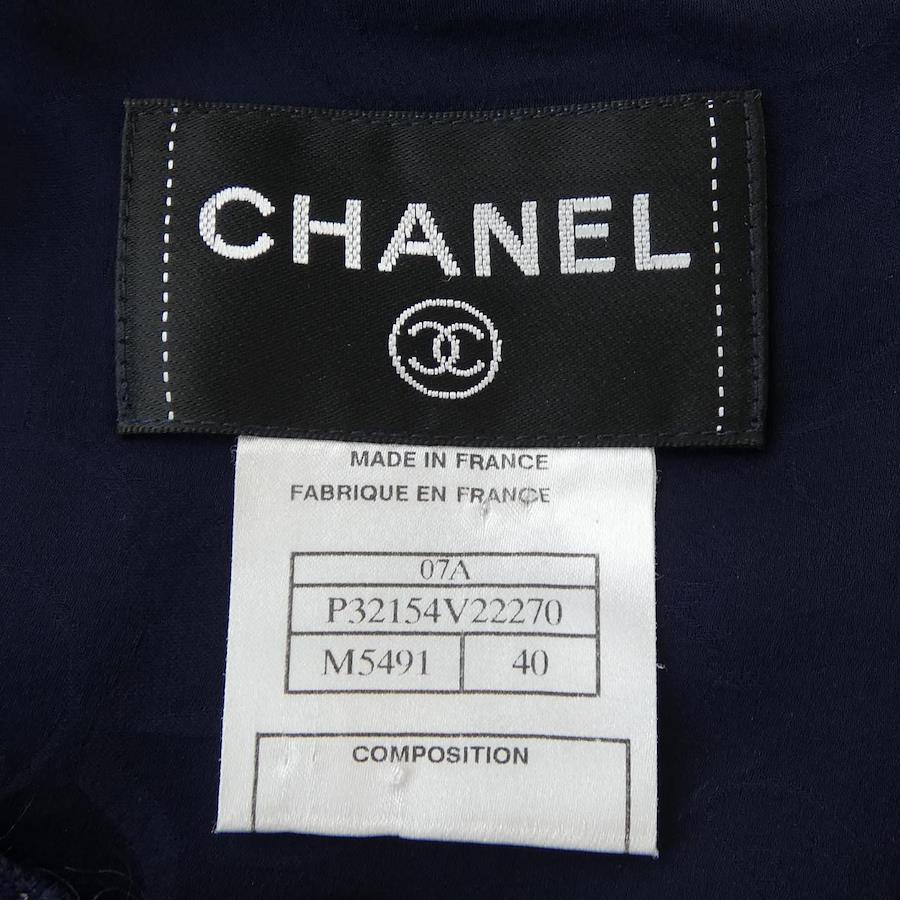 CHANEL
MADE IN FRANCE
FABRIQUE EN FRANCE
07A
P32154V22270
M5491 40
COMPOSITION